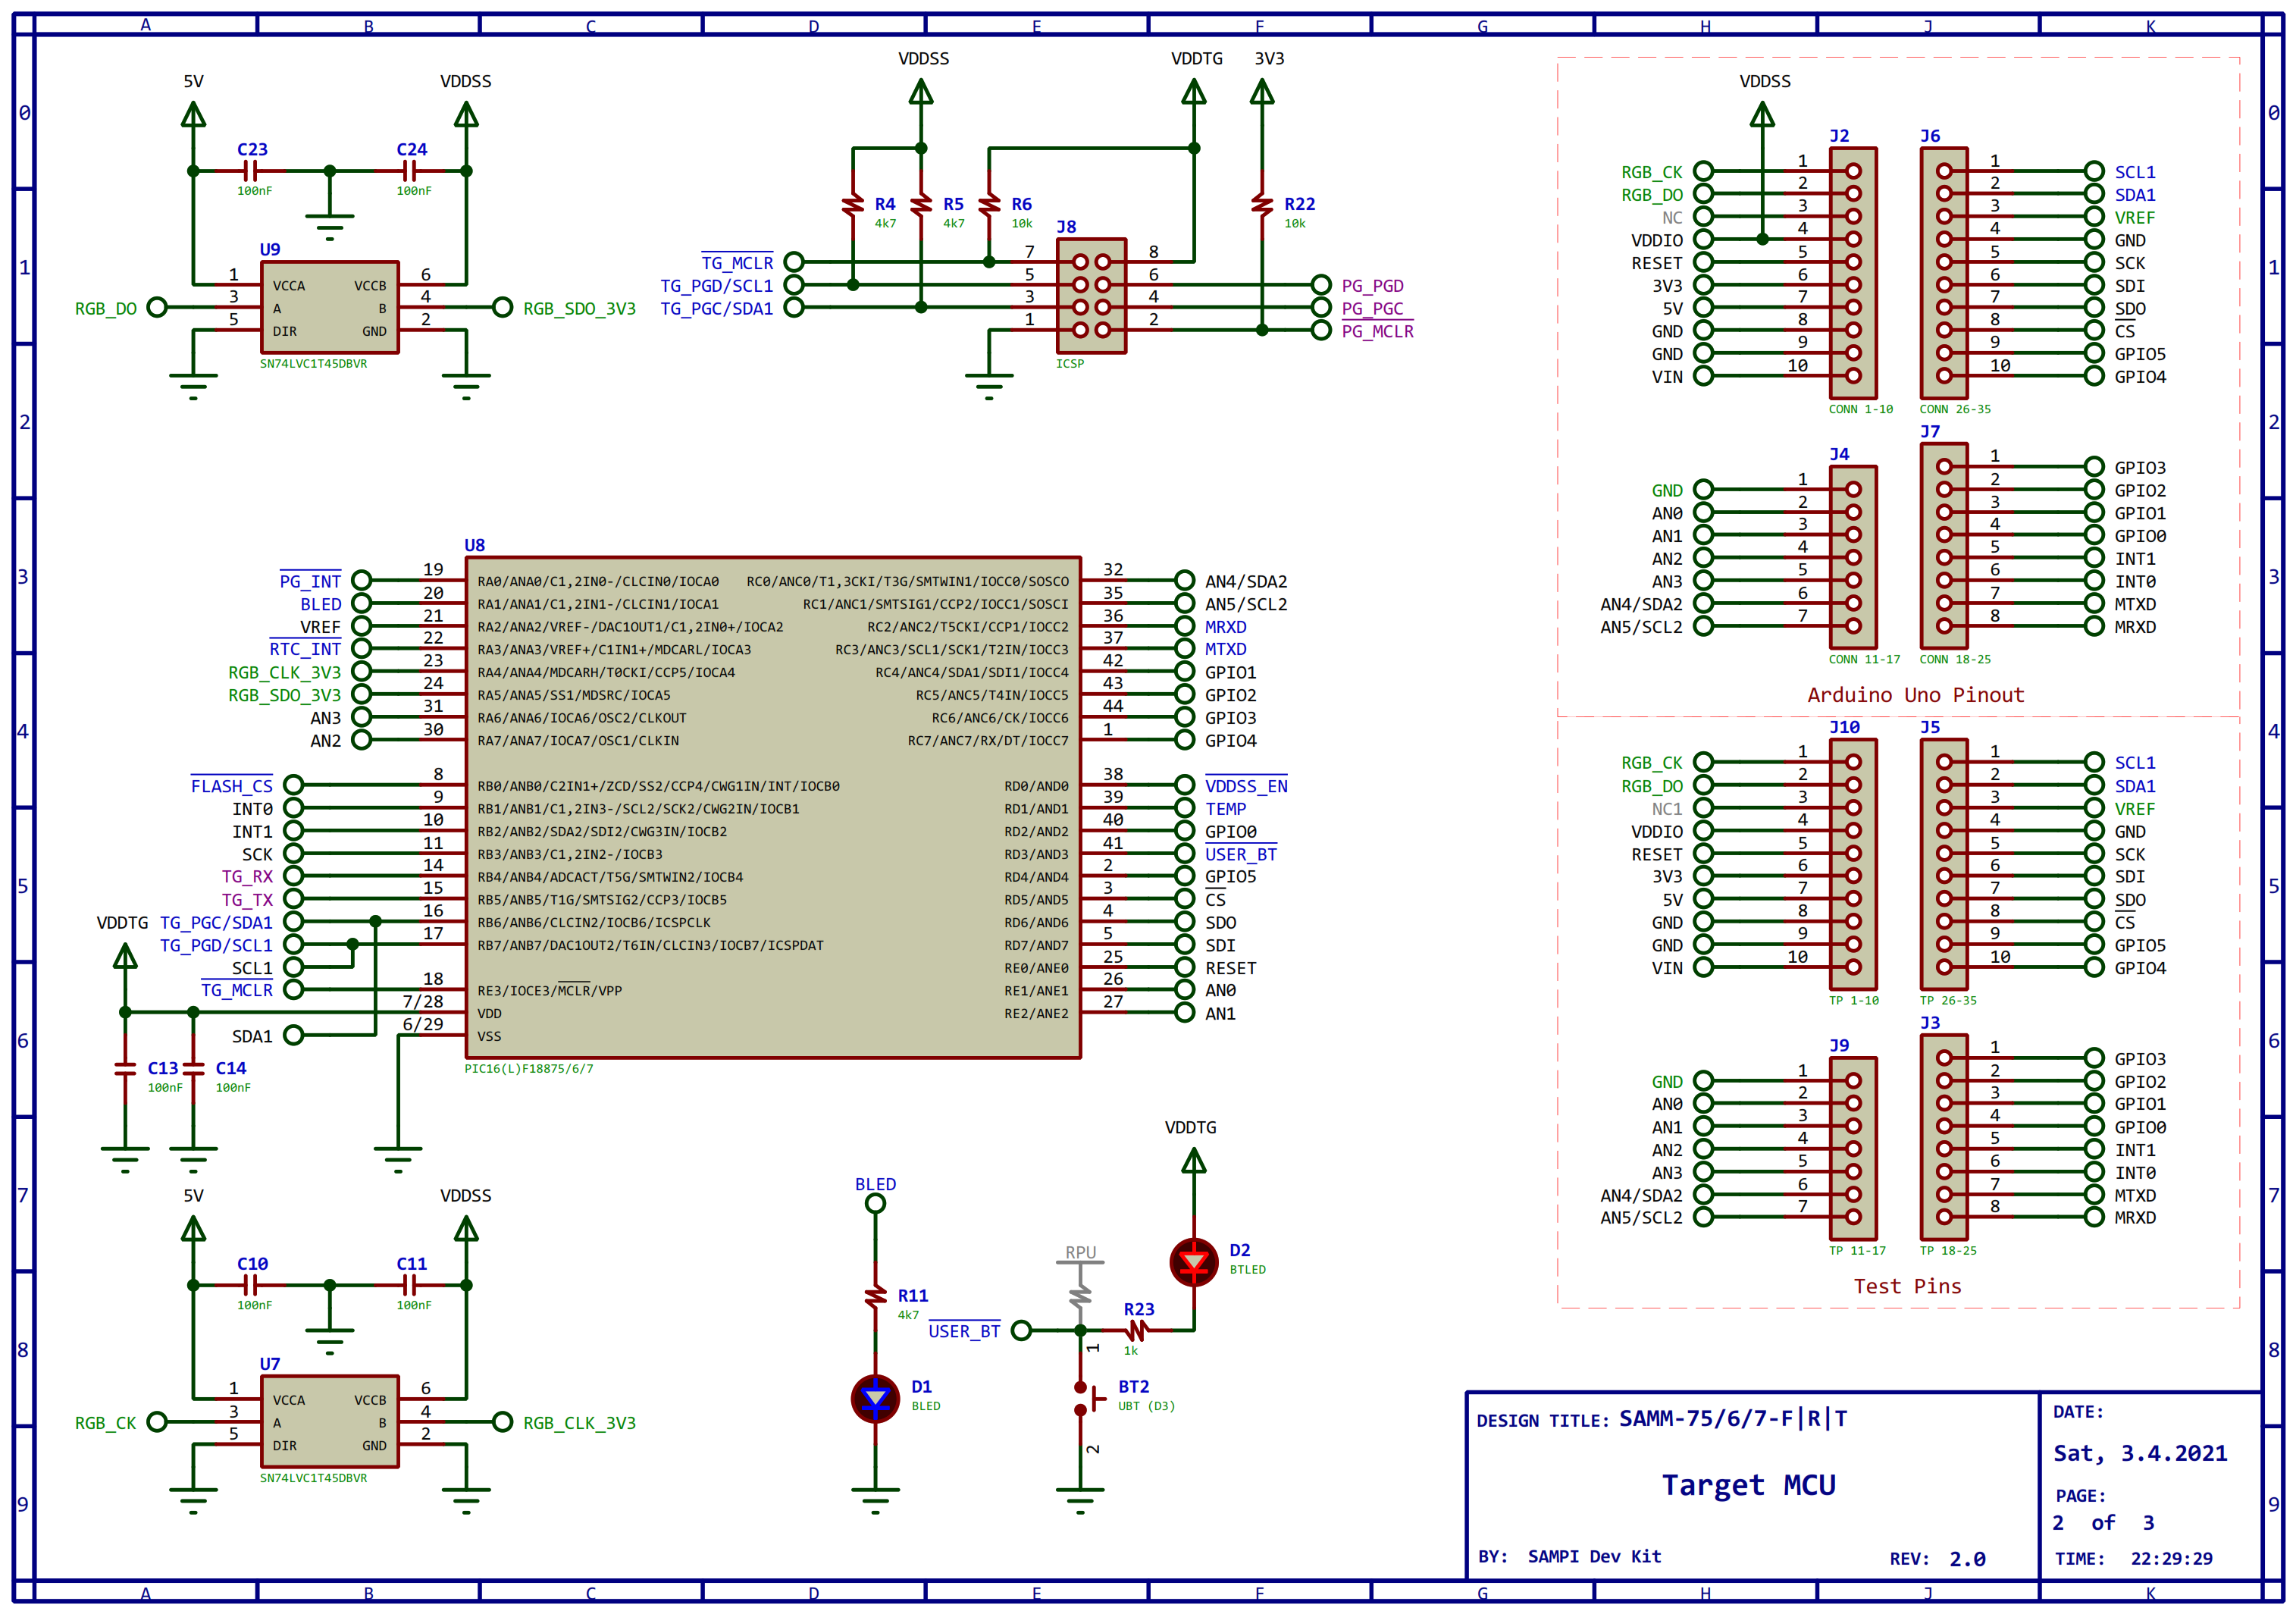 A B C D E F G H J K
0
1
2
3
4
5
6
7
8
9
5V
VDDSS
C23
100nF
C24
100nF
U9
1 VCCA VCCB 6
RGB_DO 3 A B 4 RGB_SDO_3V3
5 DIR GND 2
SN74LVC1T45DBVR
VDDSS
VDDTG
3V3
R4
4k7
R5
4k7
R6
10k
R22
10k
J8
TG_MCLR 7 8
TG_PGD/SCL1 5 6 PG_PGD
TG_PGC/SDA1 3 4 PG_PGC
1 2 PG_MCLR
ICSP
U8
PG_INT 19 RA0/ANA0/C1,2IN0-/CLCIN0/IOCA0 RC0/ANC0/T1,3CKI/T3G/SMTWIN1/IOCC0/SOSCO 32 AN4/SDA2
BLED 20 RA1/ANA1/C1,2IN1-/CLCIN1/IOCA1 RC1/ANC1/SMTSIG1/CCP2/IOCC1/SOSCI 35 AN5/SCL2
VREF 21 RA2/ANA2/VREF-/DAC1OUT1/C1,2IN0+/IOCA2 RC2/ANC2/T5CKI/CCP1/IOCC2 36 MRXD
RTC_INT 22 RA3/ANA3/VREF+/C1IN1+/MDCARL/IOCA3 RC3/ANC3/SCL1/SCK1/T2IN/IOCC3 37 MTXD
RGB_CLK_3V3 23 RA4/ANA4/MDCARH/T0CKI/CCP5/IOCA4 RC4/ANC4/SDA1/SDI1/IOCC4 42 GPIO1
RGB_SDO_3V3 24 RA5/ANA5/SS1/MDSRC/IOCA5 RC5/ANC5/T4IN/IOCC5 43 GPIO2
AN3 31 RA6/ANA6/IOCA6/OSC2/CLKOUT RC6/ANC6/CK/IOCC6 44 GPIO3
AN2 30 RA7/ANA7/IOCA7/OSC1/CLKIN RC7/ANC7/RX/DT/IOCC7 1 GPIO4
FLASH_CS 8 RB0/ANB0/C2IN1+/ZCD/SS2/CCP4/CWG1IN/INT/IOCB0 RD0/AND0 38 VDDSS_EN
INT0 9 RB1/ANB1/C1,2IN3-/SCL2/SCK2/CWG2IN/IOCB1 RD1/AND1 39 TEMP
INT1 10 RB2/ANB2/SDA2/SDI2/CWG3IN/IOCB2 RD2/AND2 40 GPIO0
SCK 11 RB3/ANB3/C1,2IN2-/IOCB3 RD3/AND3 41 USER_BT
TG_RX 14 RB4/ANB4/ADCACT/T5G/SMTWIN2/IOCB4 RD4/AND4 2 GPIO5
TG_TX 15 RB5/ANB5/T1G/SMTSIG2/CCP3/IOCB5 RD5/AND5 3 CS
VDDTG TG_PGC/SDA1 16 RB6/ANB6/CLCIN2/IOCB6/ICSPCLK RD6/AND6 4 SDO
TG_PGD/SCL1 17 RB7/ANB7/DAC1OUT2/T6IN/CLCIN3/IOCB7/ICSPDAT RD7/AND7 5 SDI
SCL1 RE0/ANE0 25 RESET
TG_MCLR 18 RE3/IOCE3/MCLR/VPP RE1/ANE1 26 AN0
7/28 VDD RE2/ANE2 27 AN1
SDA1 6/29 VSS
PIC16(L)F18875/6/7
C13
100nF
C14
100nF
5V
VDDSS
C10
100nF
C11
100nF
U7
1 VCCA VCCB 6
RGB_CK 3 A B 4 RGB_CLK_3V3
5 DIR GND 2
SN74LVC1T45DBVR
BLED
R11
4k7
D1
BLED
VDDTG
D2
BTLED
RPU
R23
1k
USER_BT
1
BT2
UBT (D3)
2
VDDSS
J2 J6
RGB_CK 1 1 SCL1
RGB_DO 2 2 SDA1
NC 3 3 VREF
VDDIO 4 4 GND
RESET 5 5 SCK
3V3 6 6 SDI
5V 7 7 SDO
GND 8 8 CS
GND 9 9 GPIO5
VIN 10 10 GPIO4
CONN 1-10 CONN 26-35
J4 J7
1 GPIO3
GND 1 2 GPIO2
AN0 2 3 GPIO1
AN1 3 4 GPIO0
AN2 4 5 INT1
AN3 5 6 INT0
AN4/SDA2 6 7 MTXD
AN5/SCL2 7 8 MRXD
CONN 11-17 CONN 18-25
Arduino Uno Pinout
J10 J5
RGB_CK 1 1 SCL1
RGB_DO 2 2 SDA1
NC1 3 3 VREF
VDDIO 4 4 GND
RESET 5 5 SCK
3V3 6 6 SDI
5V 7 7 SDO
GND 8 8 CS
GND 9 9 GPIO5
VIN 10 10 GPIO4
TP 1-10 TP 26-35
J9 J3
1 GPIO3
GND 1 2 GPIO2
AN0 2 3 GPIO1
AN1 3 4 GPIO0
AN2 4 5 INT1
AN3 5 6 INT0
AN4/SDA2 6 7 MTXD
AN5/SCL2 7 8 MRXD
TP 11-17 TP 18-25
Test Pins
DESIGN TITLE: SAMM-75/6/7-F|R|T
Target MCU
BY: SAMPI Dev Kit
REV: 2.0
DATE:
Sat, 3.4.2021
PAGE:
2 of 3
TIME: 22:29:29
0
1
2
3
4
5
6
7
8
9
A B C D E F G H J K